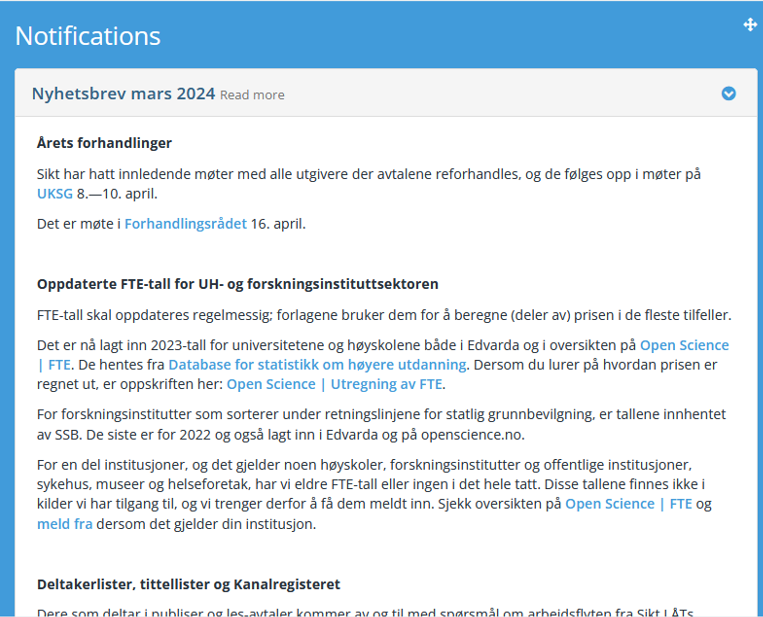 Notifications
Nyhetsbrev mars 2024 Read more
Årets forhandlinger
Sikt har hatt innledende møter med alle utgivere der avtalene reforhandles, og de følges opp i møter på
UKSG 8.—10. april.
Det er møte i Forhandlingsrådet 16. april.
Oppdaterte FTE-tall for UH- og forskningsinstituttsektoren
FTE-tall skal oppdateres regelmessig; forlagene bruker dem for å beregne (deler av) prisen i de fleste tilfeller.
Det er nå lagt inn 2023-tall for universitetene og høyskolene både i Edvarda og i oversikten på Open Science
| FTE. De hentes fra Database for statistikk om høyere utdanning. Dersom du lurer på hvordan prisen er
regnet ut, er oppskriften her: Open Science | Utregning av FTE.
For forskningsinstitutter som sorterer under retningslinjene for statlig grunnbevilgning, er tallene innhentet
av SSB. De siste er for 2022 og også lagt inn i Edvarda og på openscience.no.
For en del institusjoner, og det gjelder noen høyskoler, forskningsinstitutter og offentlige institusjoner,
sykehus, museer og helseforetak, har vi eldre FTE-tall eller ingen i det hele tatt. Disse tallene finnes ikke i
kilder vi har tilgang til, og vi trenger derfor å få dem meldt inn. Sjekk oversikten på Open Science | FTE og
meld fra dersom det gjelder din institusjon.
Deltakerlister, tittellister og Kanalregisteret
Dere som deltar i publiser og les-avtaler kommer av og til med spørsmål om arbeidsflyten fra Sikt I ÅTs